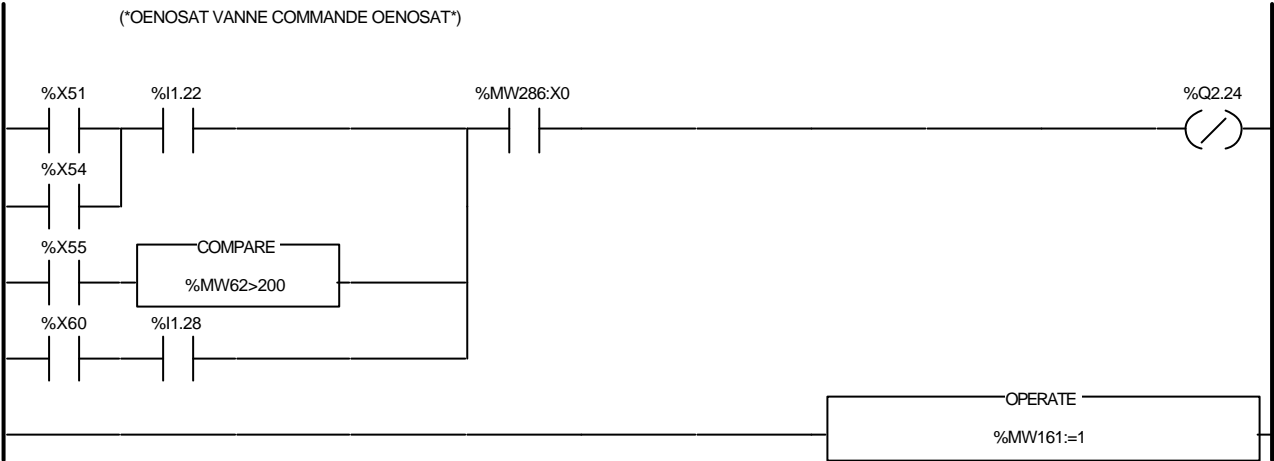 (*OENOSAT VANNE COMMANDE OENOSAT*)
%X51 %I1.22 %MW286:X0 %Q2.24
%X54
%X55 COMPARE
%MW62>200
%X60 %I1.28
OPERATE
%MW161:=1